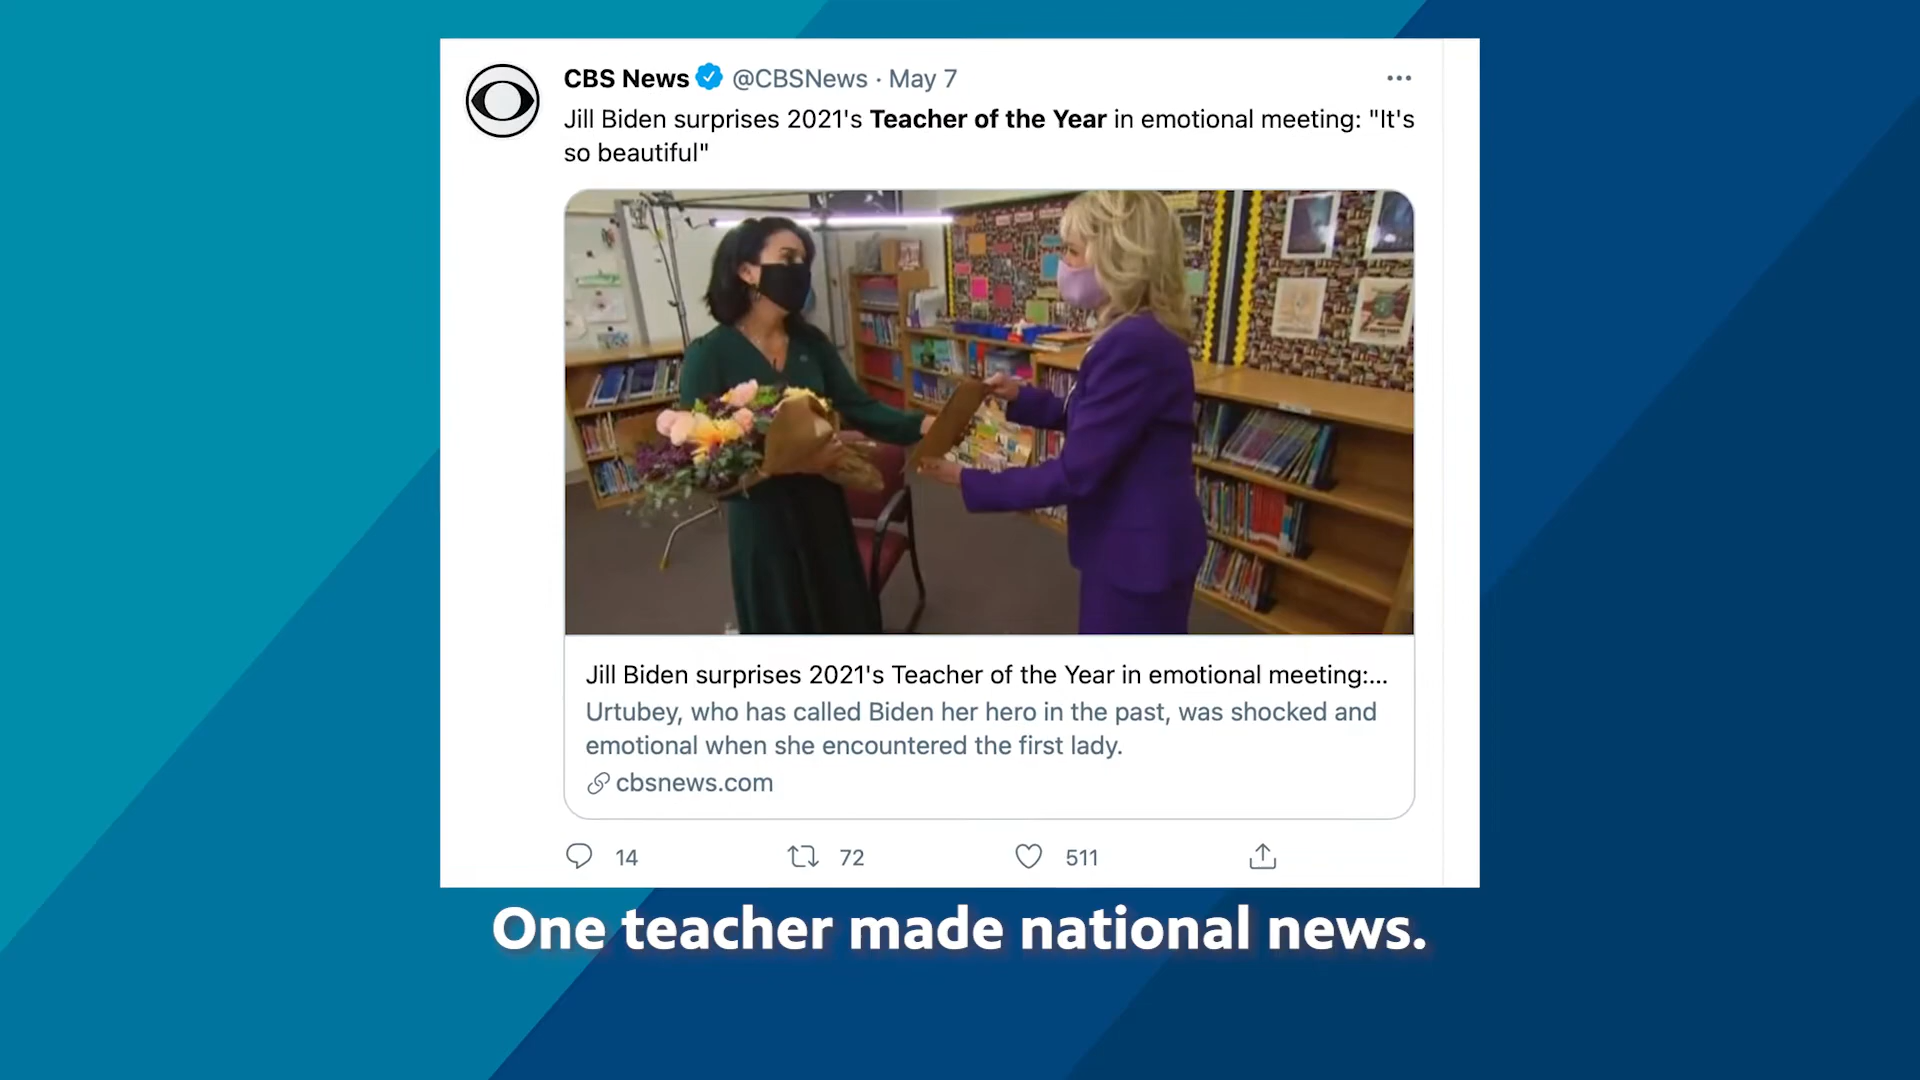 CBS News @CBSNews · May 7
Jill Biden surprises 2021's Teacher of the Year in emotional meeting: "It's
so beautiful"
Jill Biden surprises 2021's Teacher of the Year in emotional meeting:...
Urtubey, who has called Biden her hero in the past, was shocked and
emotional when she encountered the first lady.
cbsnews.com
14 72 511
One teacher made national news.